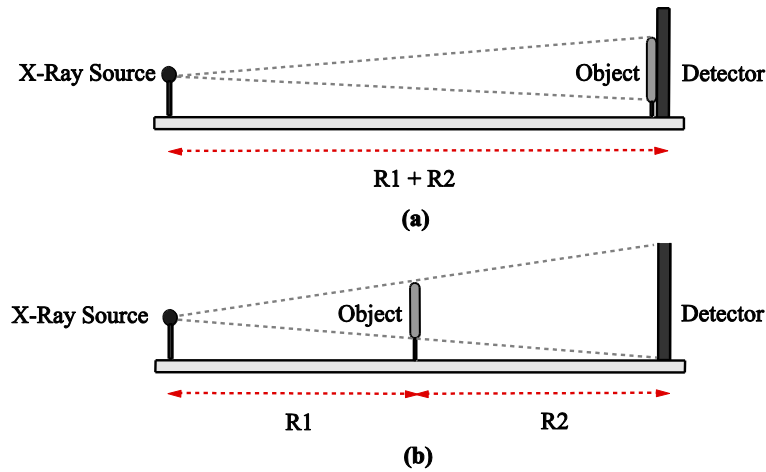 X-Ray Source
Object
Detector
R1 + R2
(a)
X-Ray Source
Object
Detector
R1
R2
(b)